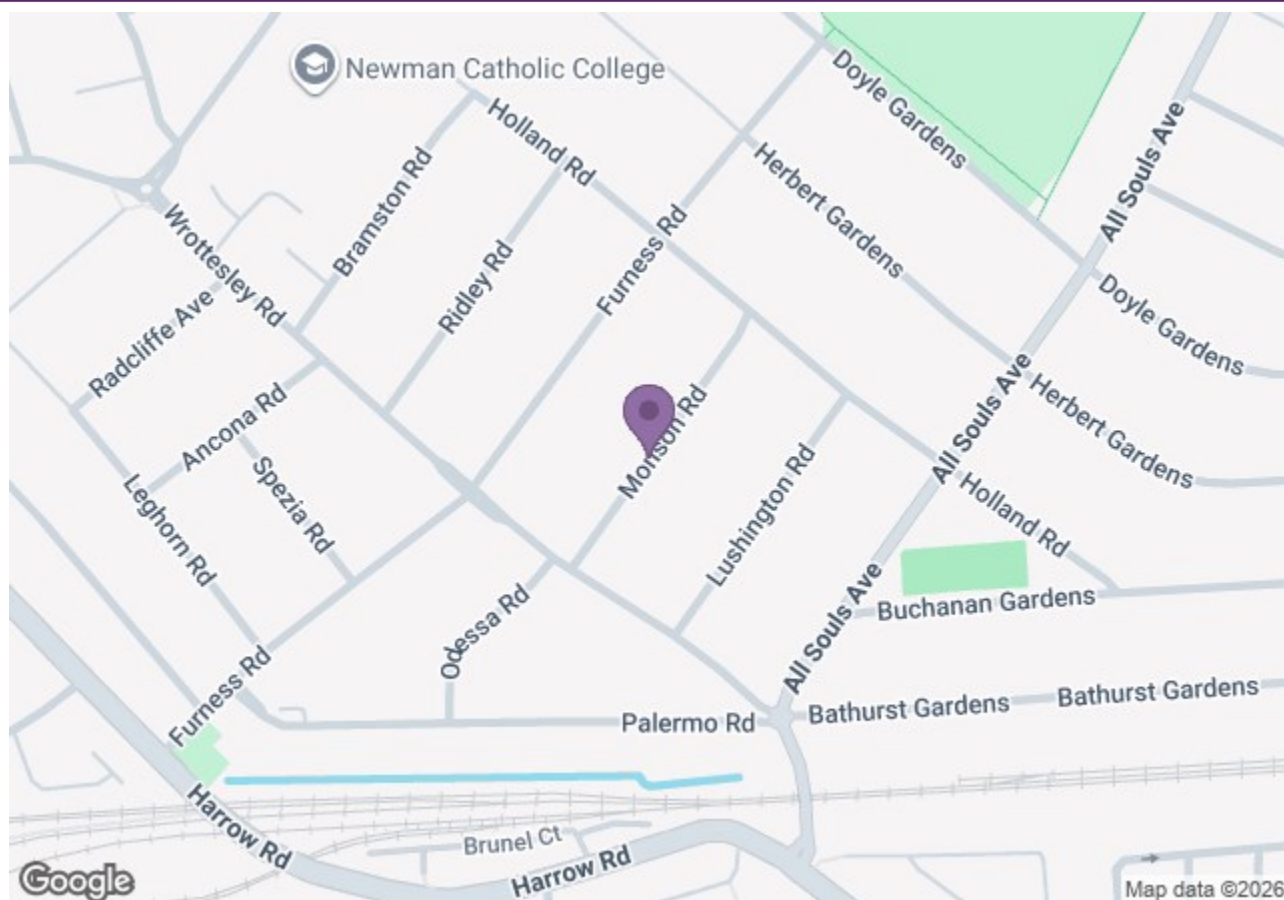 Newman Catholic College
Doyle Gardens
Holland Rd
All Souls Ave
Bramston Rd
Herbert Gardens
Wrottesley Rd
Ridley Rd
Furness Rd
Radcliffe Ave
Doyle Gardens
Ancona Rd
Monson Rd
All Souls Ave
Herbert Gardens
Spezia Rd
Leghorn Rd
Lushington Rd
Holland Rd
Odessa Rd
All Souls Ave
Buchanan Gardens
Furness Rd
Palermo Rd
Bathurst Gardens
Bathurst Gardens
Harrow Rd
Brunel Ct
Harrow Rd
Google
Map data ©2026